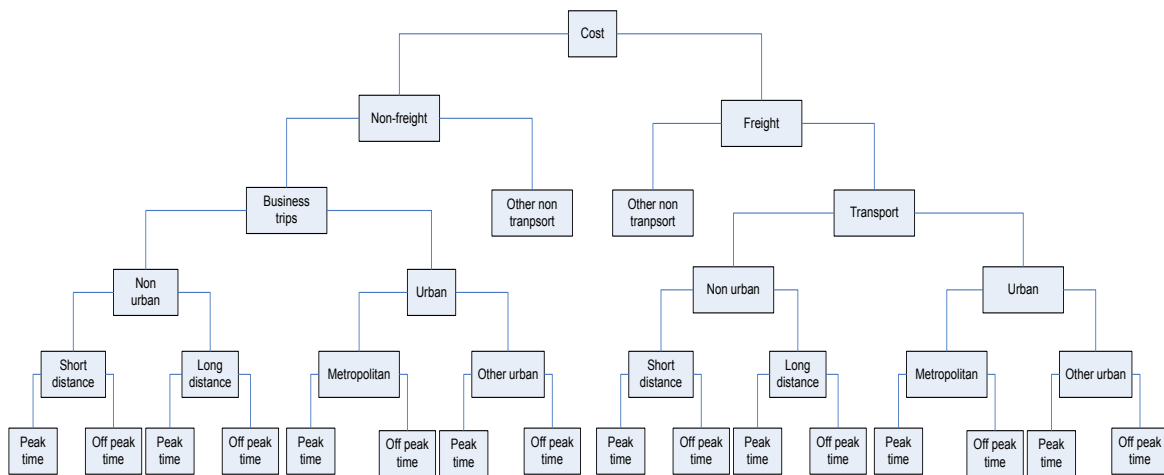 Cost
Non-freight
Freight
Business
trips
Other non
tranpsort
Other non
tranpsort
Transport
Non
urban
Urban
Non urban
Urban
Short
distance
Long
distance
Metropolitan
Other urban
Short
distance
Long
distance
Metropolitan
Other urban
Peak
time
Off peak
time
Peak
time
Off peak
time
Peak
time
Off peak
time
Peak
time
Off peak
time
Peak
time
Off peak
time
Peak
time
Off peak
time
Peak
time
Off peak
time
Peak
time
Off peak
time